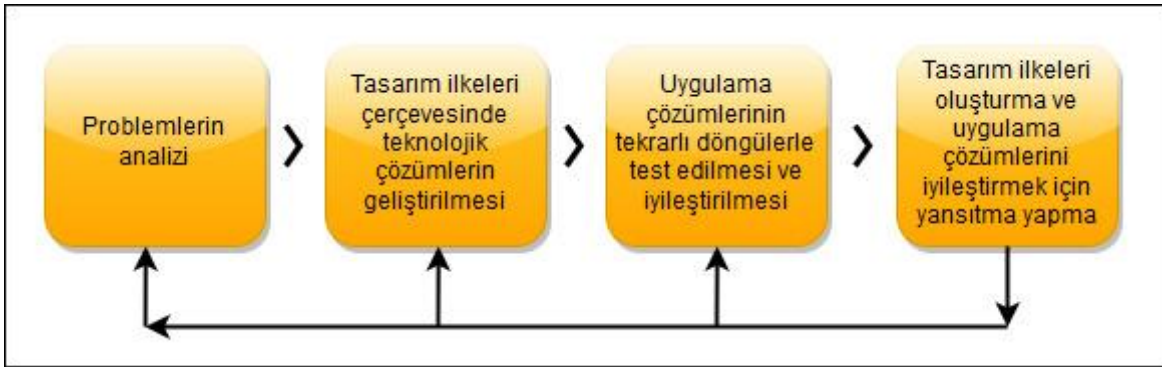 Problemlerin
analizi
Tasarım ilkeleri
çerçevesinde
teknolojik
çözümlerin
geliştirilmesi
Uygulama
çözümlerinin
tekrarlı döngülerle
test edilmesi ve
iyileştirilmesi
Tasarım ilkeleri
oluşturma ve
uygulama
çözümlerini
iyileştirmek için
yansıtma yapma